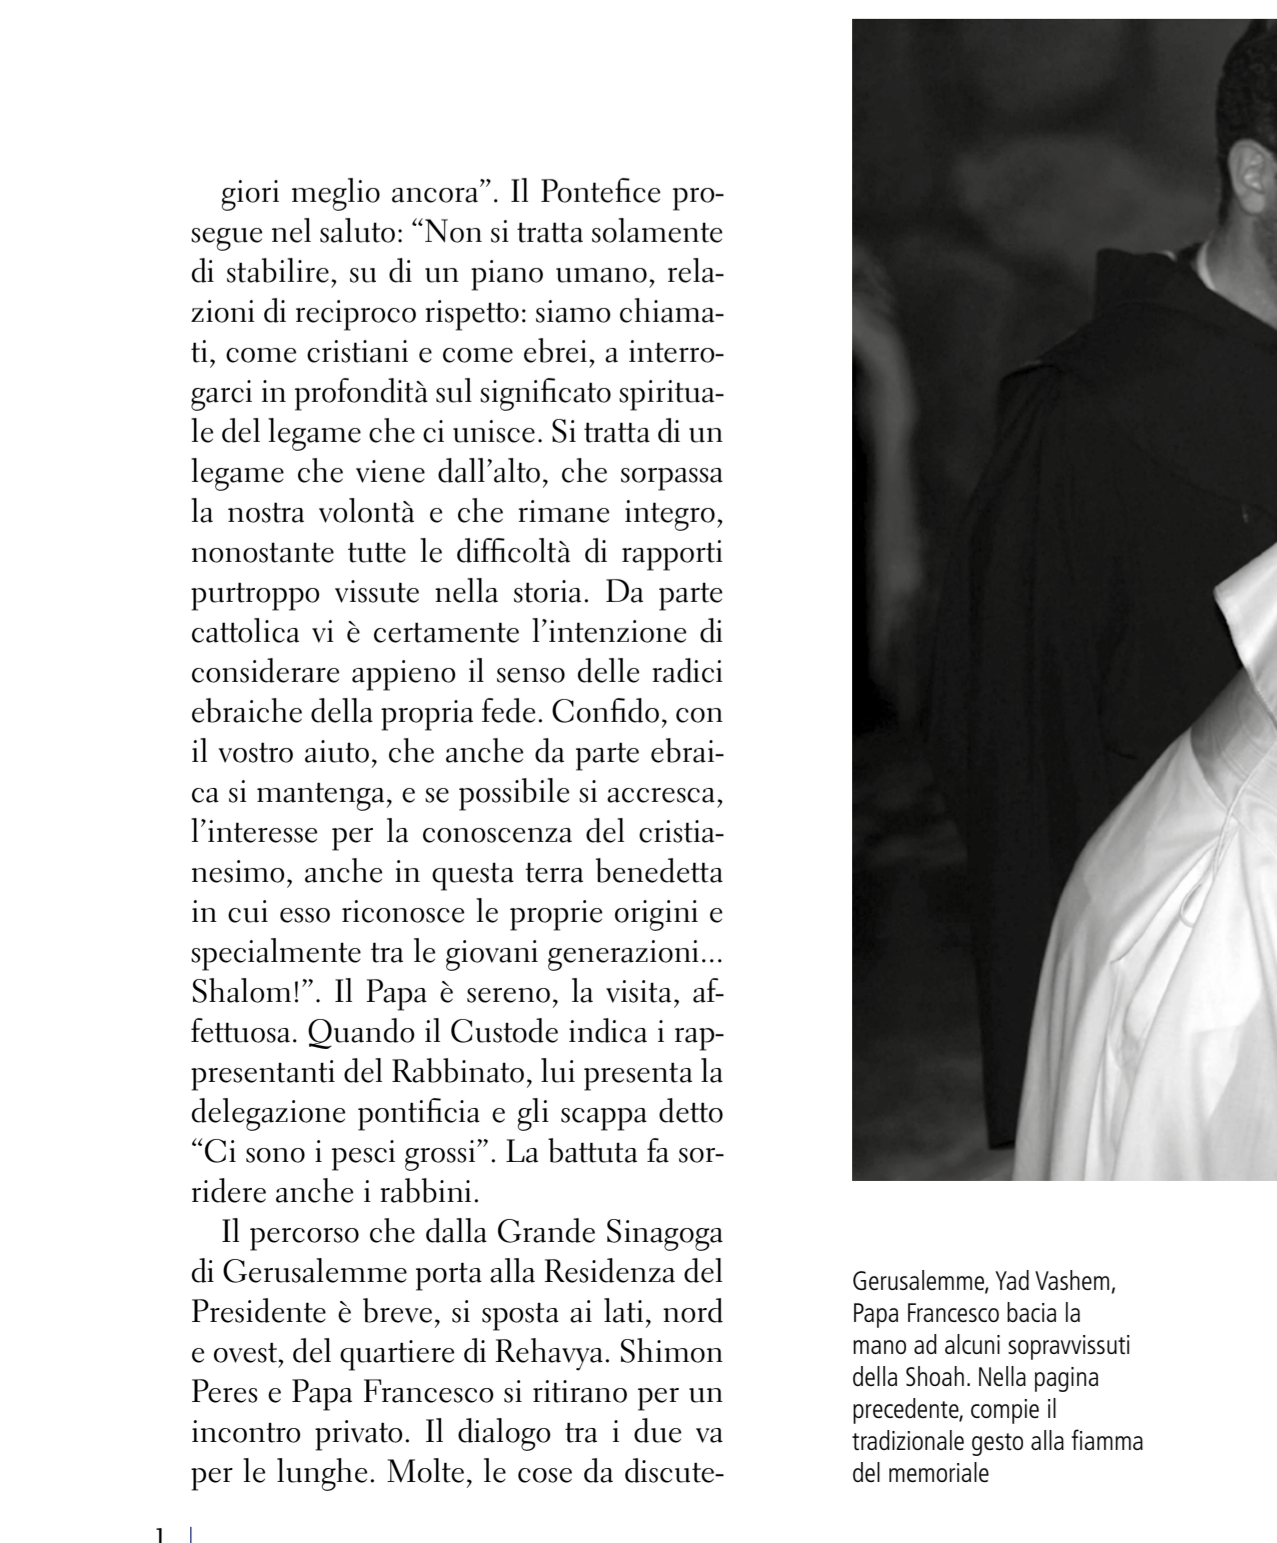 giori meglio ancora”. Il Pontefice pro-
segue nel saluto: “Non si tratta solamente
di stabilire, su di un piano umano, rela-
zioni di reciproco rispetto: siamo chiama-
ti, come cristiani e come ebrei, a interro-
garci in profondità sul significato spiritua-
le del legame che ci unisce. Si tratta di un
legame che viene dall’alto, che sorpassa
la nostra volontà e che rimane integro,
nonostante tutte le difficoltà di rapporti
purtroppo vissute nella storia. Da parte
cattolica vi è certamente l’intenzione di
considerare appieno il senso delle radici
ebraiche della propria fede. Confido, con
il vostro aiuto, che anche da parte ebrai-
ca si mantenga, e se possibile si accresca,
l’interesse per la conoscenza del cristia-
nesimo, anche in questa terra benedetta
in cui esso riconosce le proprie origini e
specialmente tra le giovani generazioni...
Shalom!”. Il Papa è sereno, la visita, af-
fettuosa. Quando il Custode indica i rap-
presentanti del Rabbinato, lui presenta la
delegazione pontificia e gli scappa detto
“Ci sono i pesci grossi”. La battuta fa sor-
ridere anche i rabbini.
Il percorso che dalla Grande Sinagoga
di Gerusalemme porta alla Residenza del
Presidente è breve, si sposta ai lati, nord
e ovest, del quartiere di Rehavya. Shimon
Peres e Papa Francesco si ritirano per un
incontro privato. Il dialogo tra i due va
per le lunghe. Molte, le cose da discute-
Gerusalemme, Yad Vashem,
Papa Francesco bacia la
mano ad alcuni sopravvissuti
della Shoah. Nella pagina
precedente, compie il
tradizionale gesto alla fiamma
del memoriale